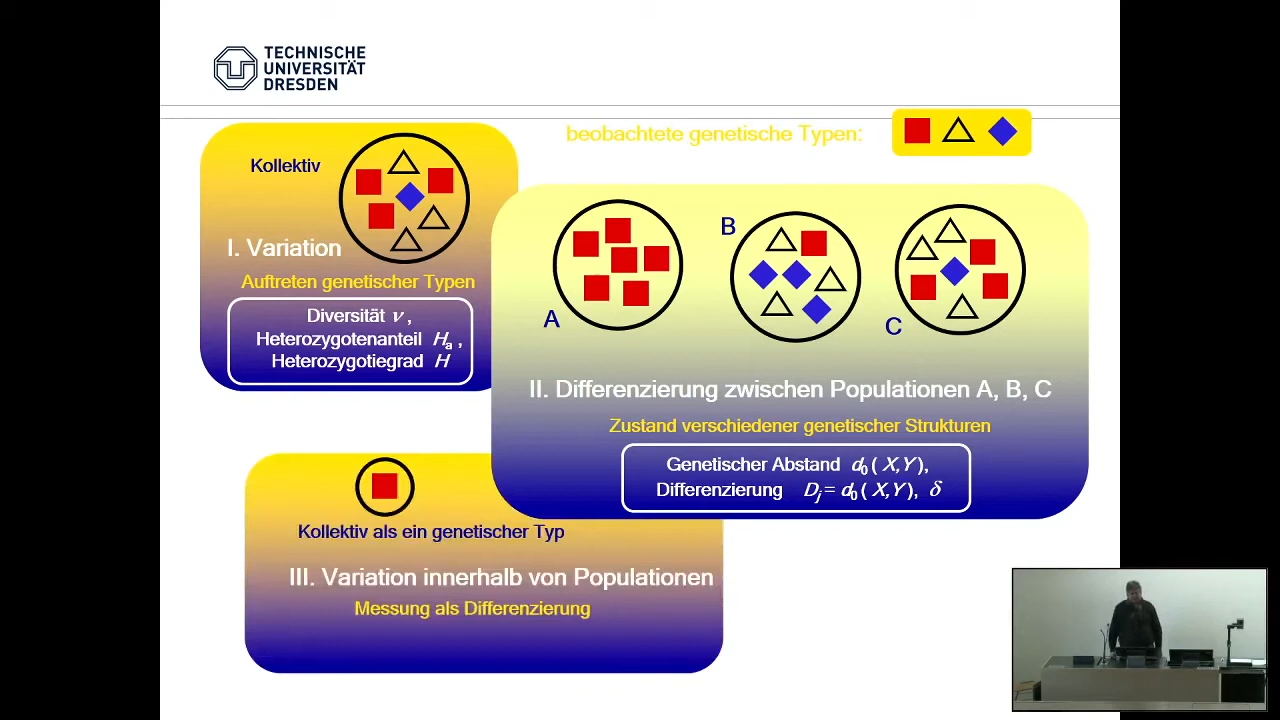 TECHNISCHE
UNIVERSITÄT
DRESDEN
beobachtete genetische Typen:
Kollektiv
I. Variation
Auftreten genetischer Typen
Diversität ν ,
Heterozygotenanteil Ha ,
Heterozygotiegrad H
A
B
C
II. Differenzierung zwischen Populationen A, B, C
Zustand verschiedener genetischer Strukturen
Genetischer Abstand d0 ( X,Y),
Differenzierung Dj = d0 ( X,Y), δ
Kollektiv als ein genetischer Typ
III. Variation innerhalb von Populationen
Messung als Differenzierung